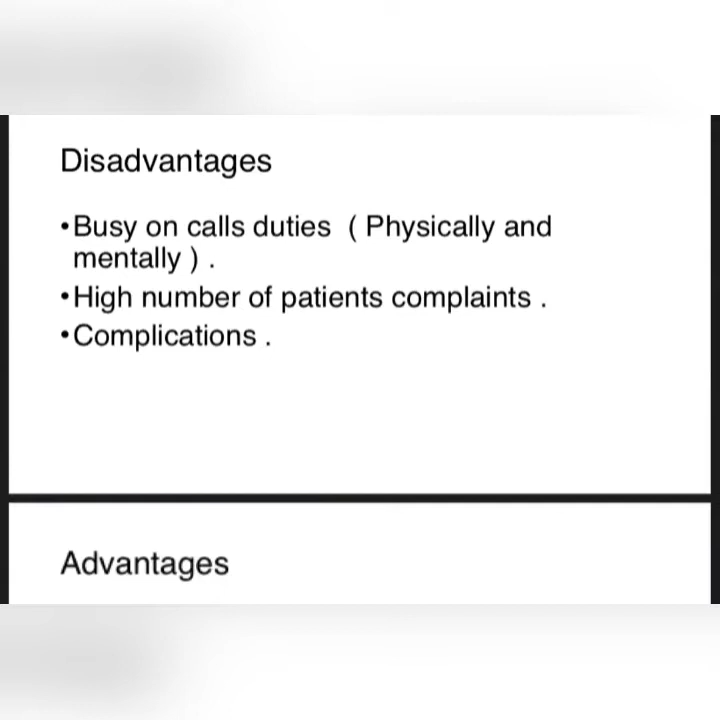 Disadvantages
•Busy on calls duties ( Physically and
mentally ) .
•High number of patients complaints .
•Complications .
Advantages